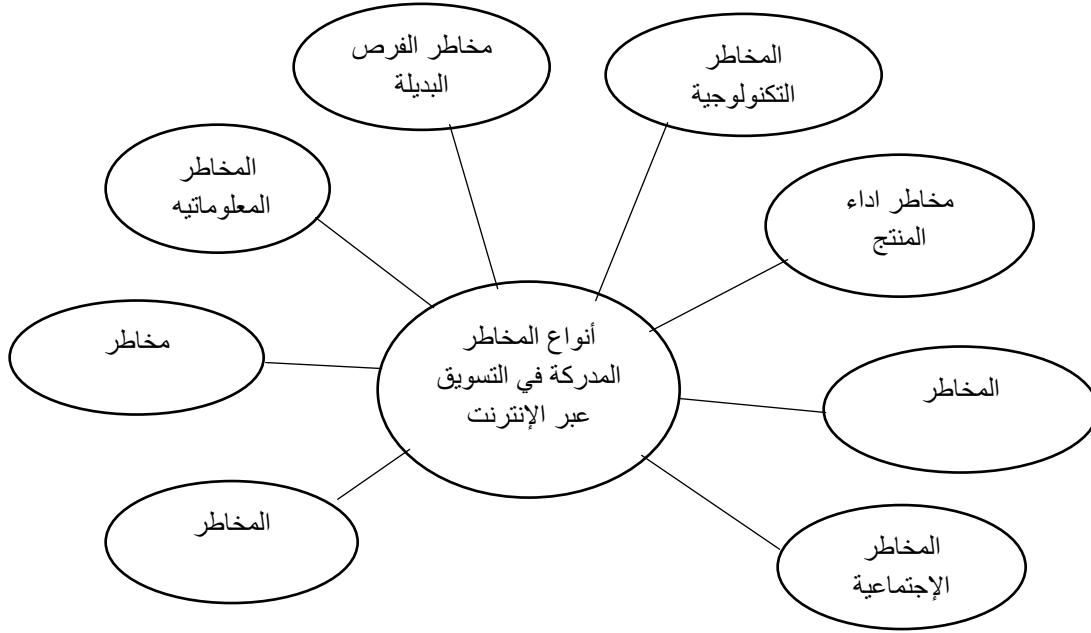 مخاطر الفرص
البديلة
المخاطر
التكنولوجية
المخاطر
المعلوماتيه
مخاطر اداء
المنتج
مخاطر
أنواع المخاطر
المدركة في التسويق
عبر الإنترنت
المخاطر
المخاطر
المخاطر
الإجتماعية